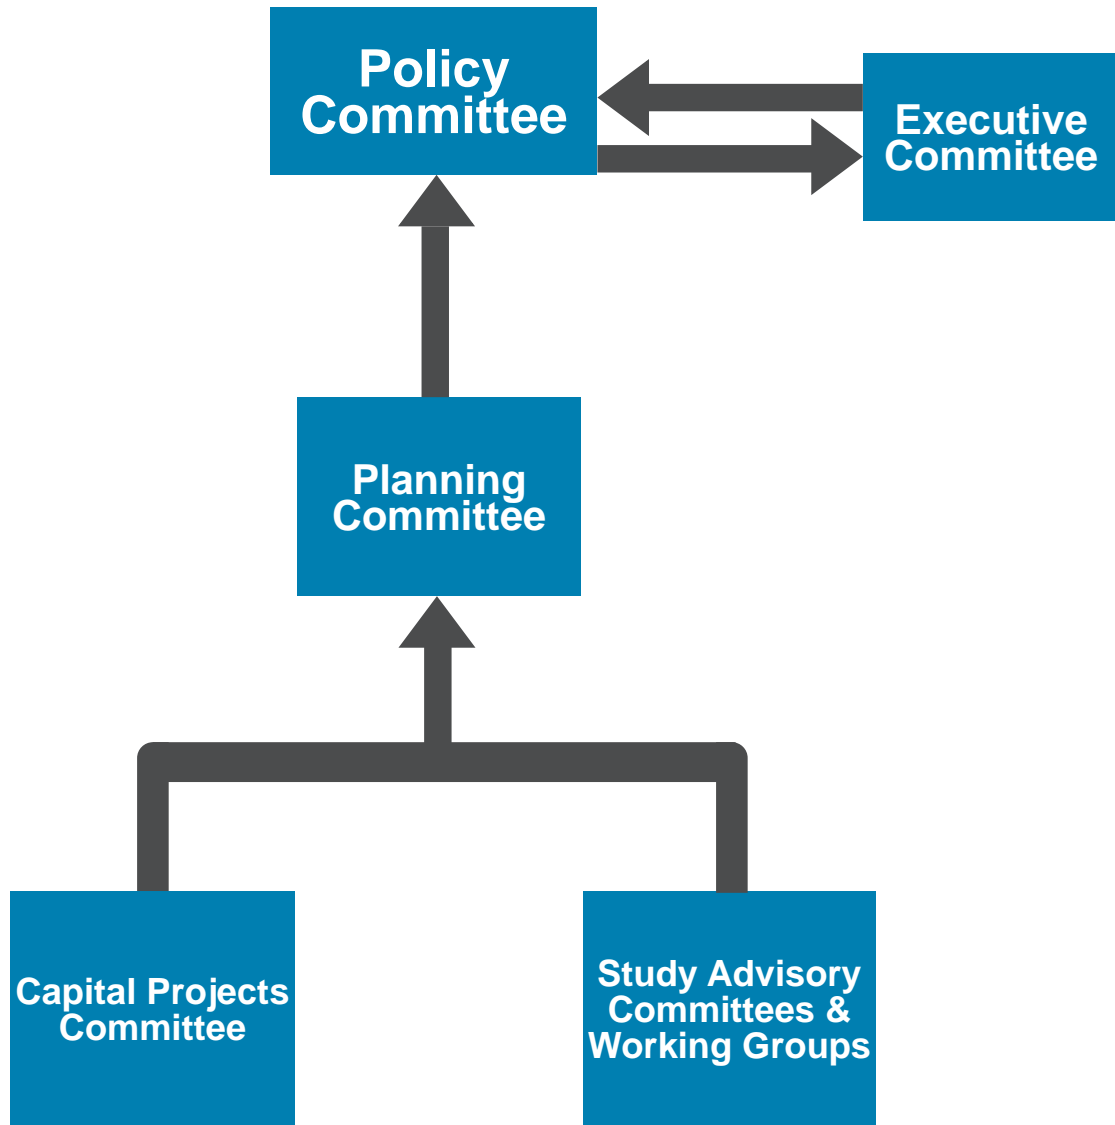 Policy
Committee
Executive
Committee
Planning
Committee
Capital Projects
Committee
Study Advisory
Committees &
Working Groups